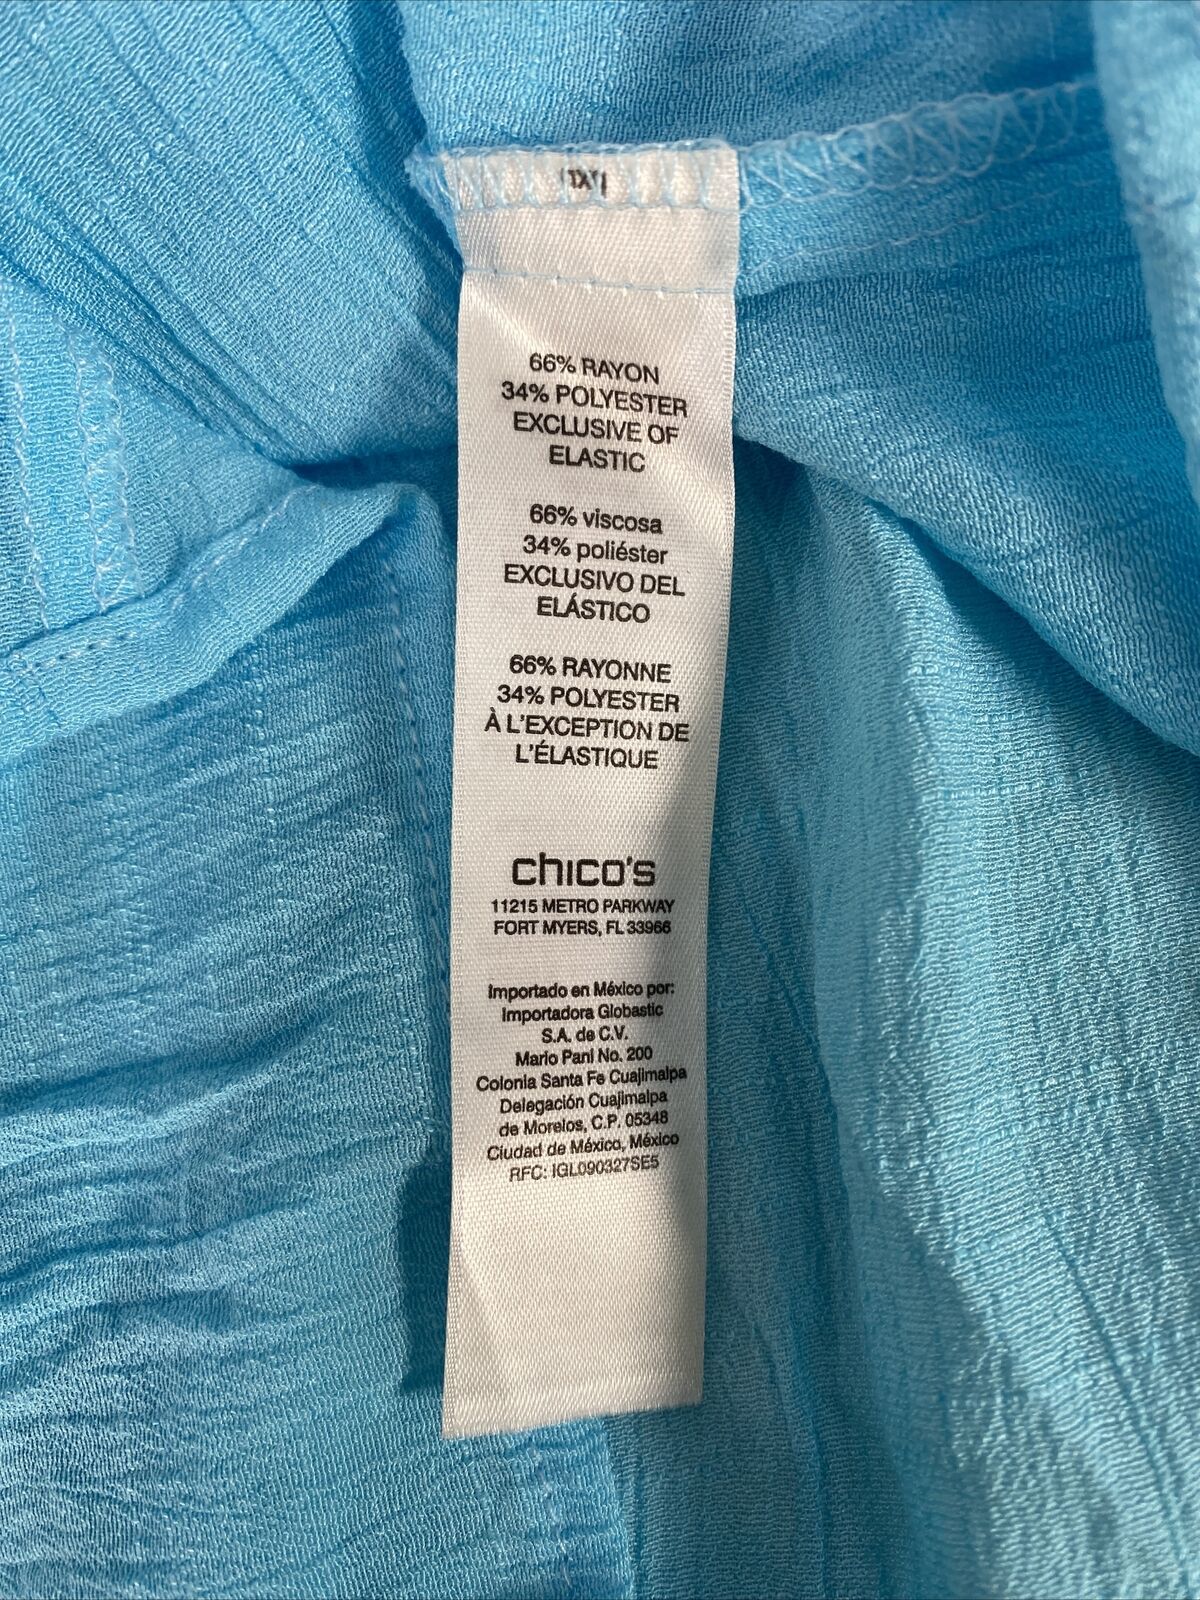 66% RAYON
34% POLYESTER
EXCLUSIVE OF
ELASTIC
66% viscosa
34% poliéster
EXCLUSIVO DEL
ELÁSTICO
66% RAYONNE
34% POLYESTER
À L'EXCEPTION DE
L'ÉLASTIQUE
chico's
11215 METRO PARKWAY
FORT MYERS, FL 33966
Importado en México por:
Importadora Globastic
S.A. de C.V.
Mario Pani No. 200
Colonia Santa Fe Cuajimalpa
Delegación Cuajimalpa
de Morelos, C.P. 05348
Ciudad de México, México
RFC: IGL090327SE5